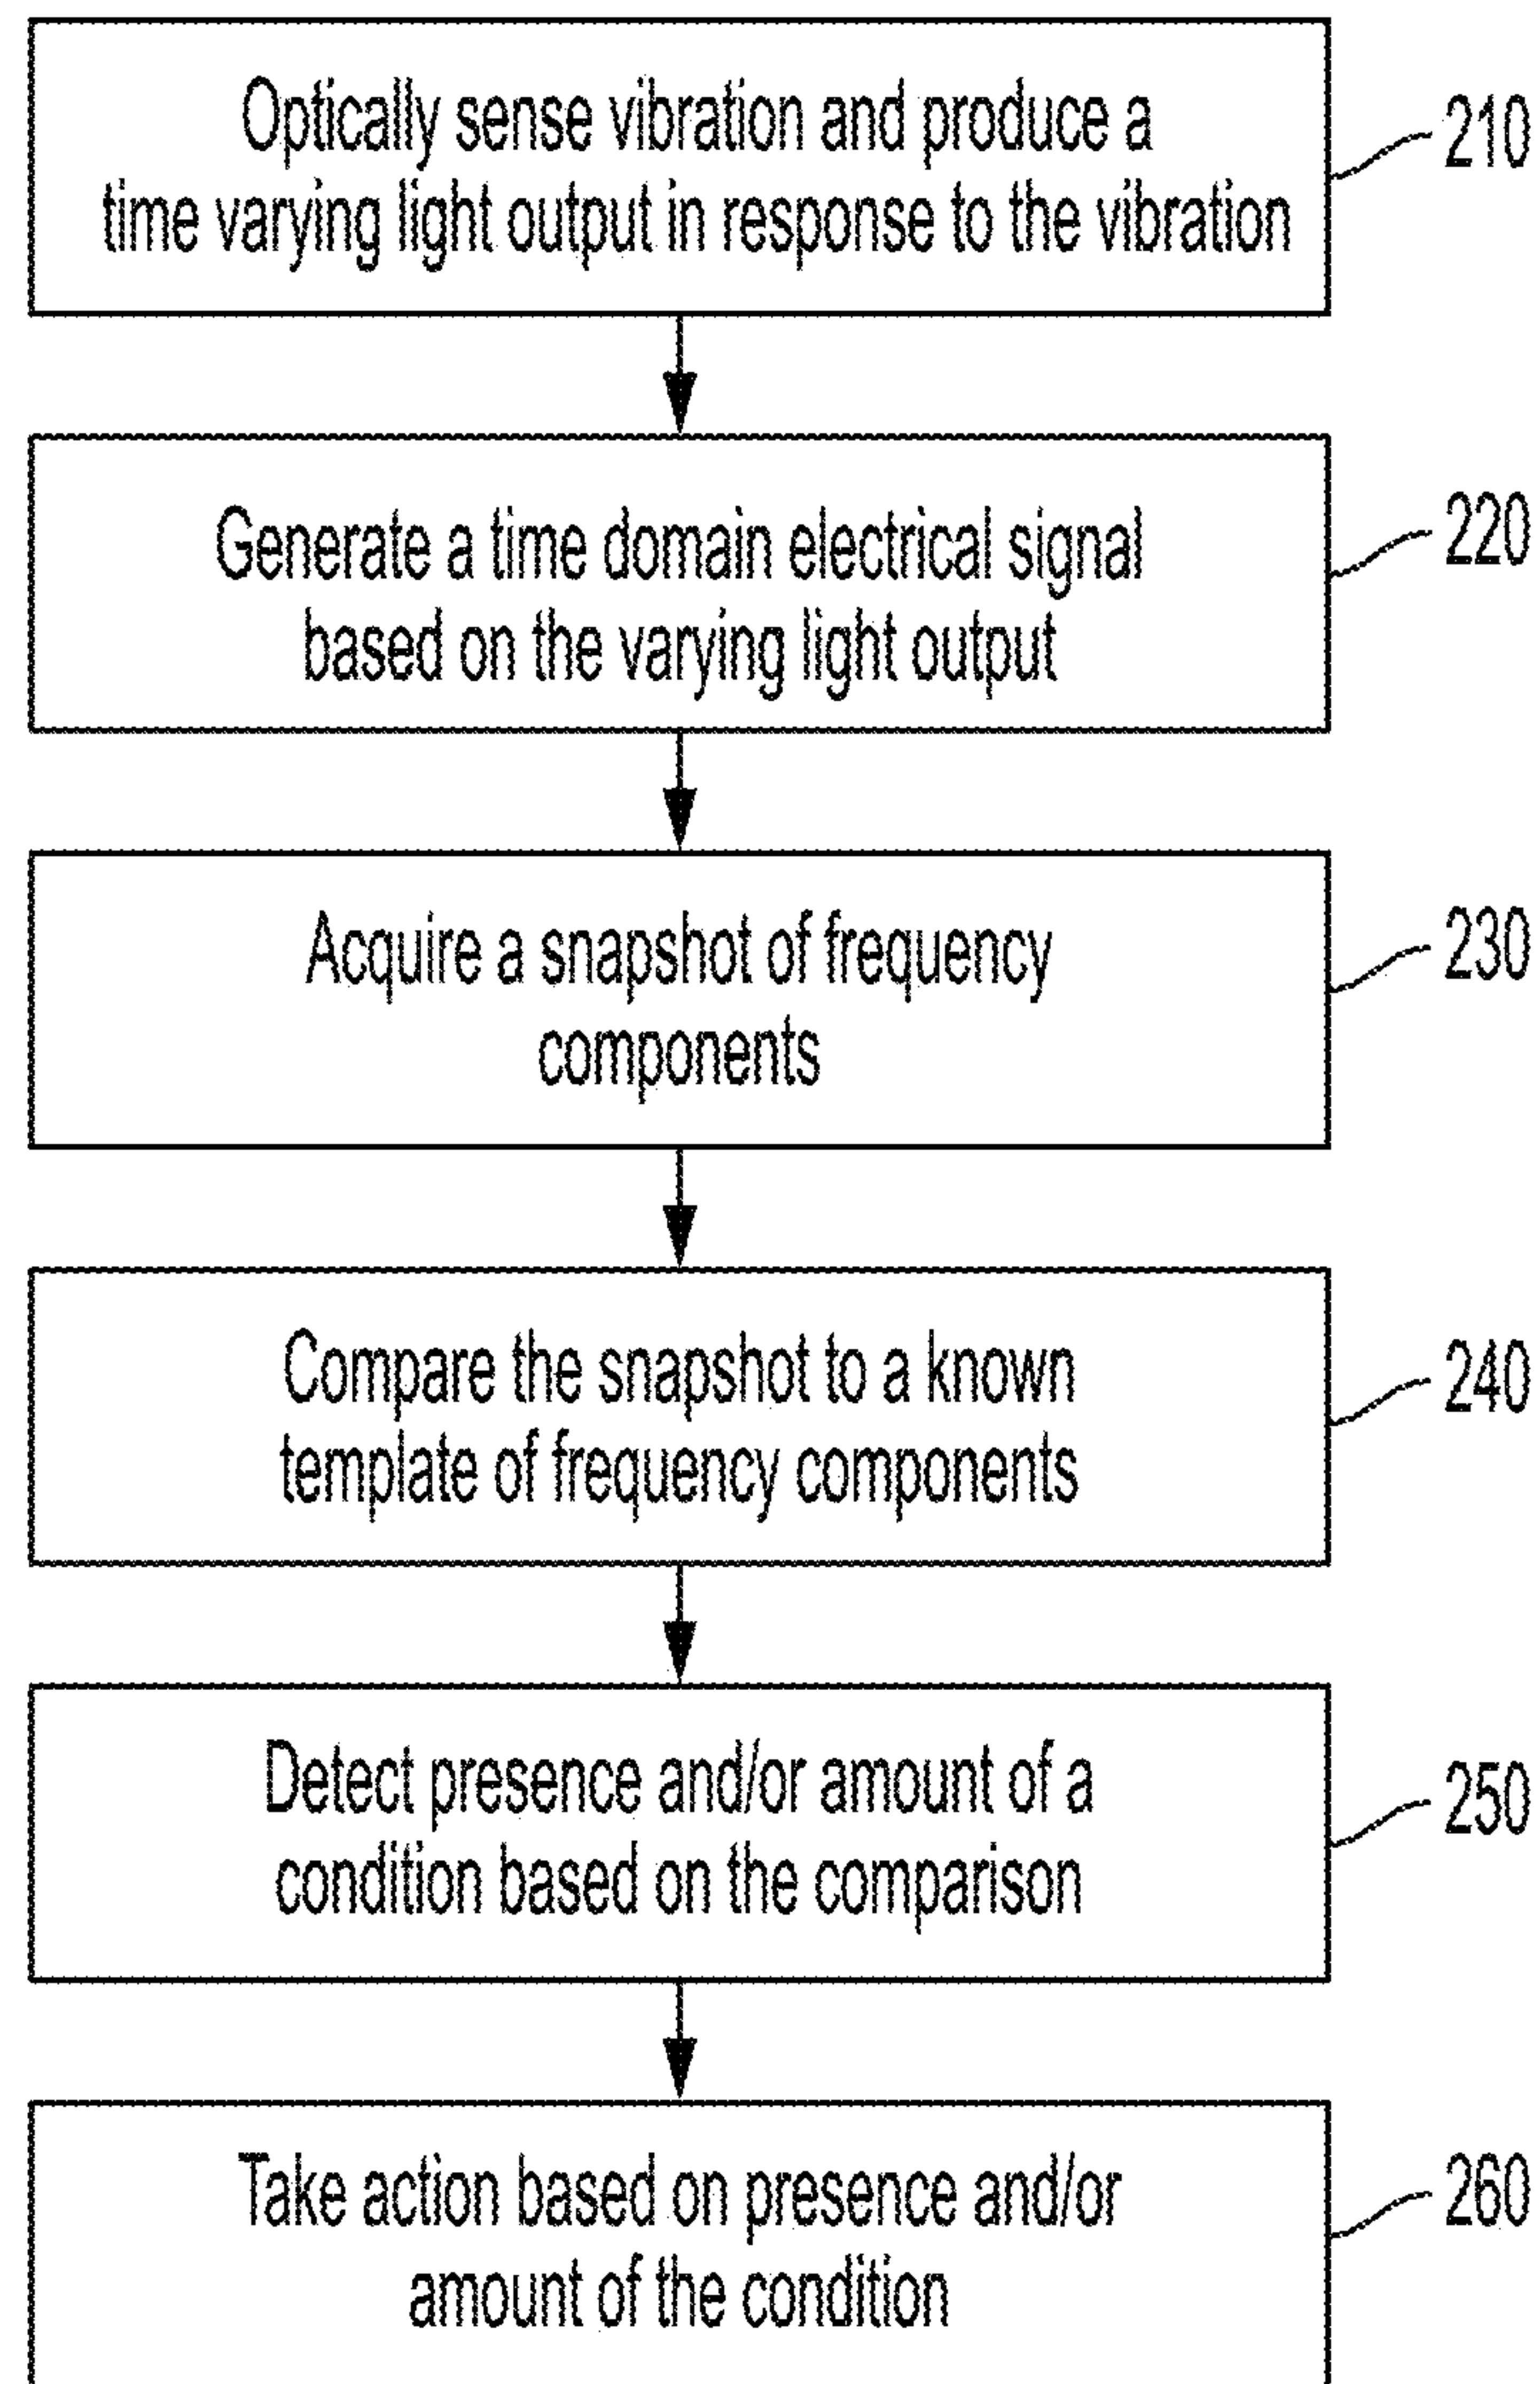 Optically sense vibration and produce a
time varying light output in response to the vibration
210
Generate a time domain electrical signal
based on the varying light output
220
Acquire a snapshot of frequency
components
230
Compare the snapshot to a known
template of frequency components
240
Detect presence and/or amount of a
condition based on the comparison
250
Take action based on presence and/or
amount of the condition
260